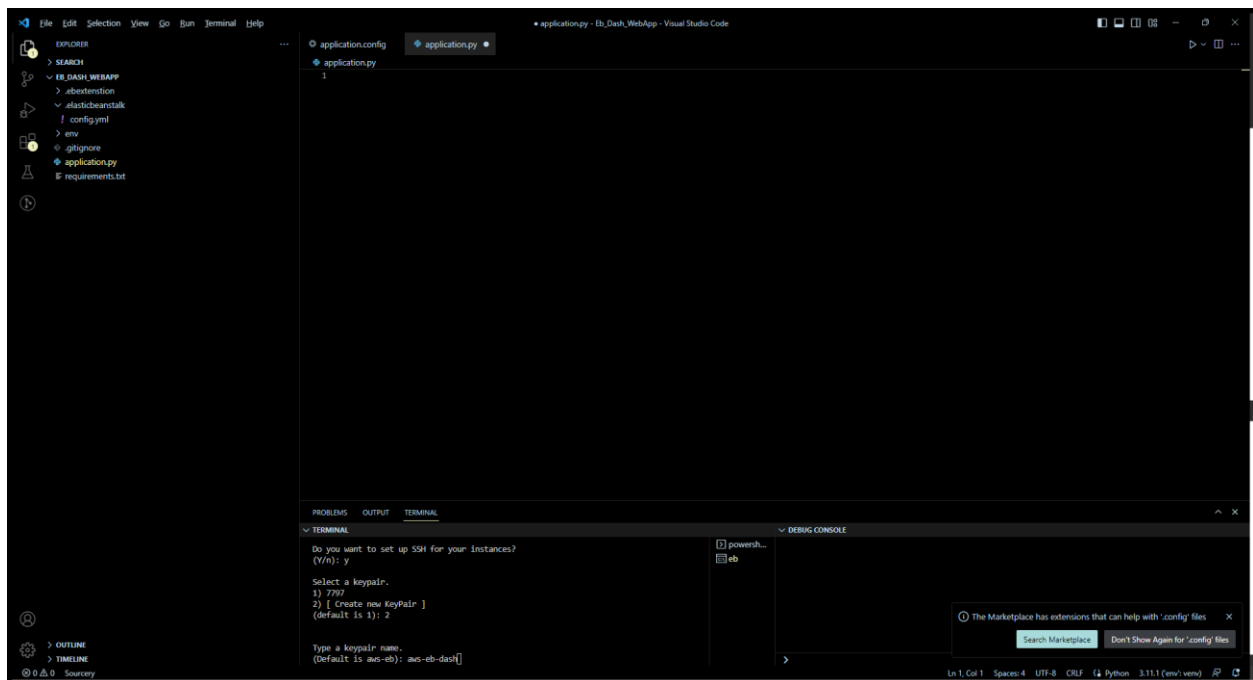 File Edit Selection View Go Run Terminal Help
● application.py - Eb_Dash_WebApp - Visual Studio Code
EXPLORER ...
SEARCH
EB_DASH_WEBAPP
.ebextenstion
.elasticbeanstalk
! config.yml
env
.gitignore
application.py
requirements.txt
OUTLINE
TIMELINE
1
1
application.config
application.py ●
application.py
1
PROBLEMS OUTPUT TERMINAL
TERMINAL
Do you want to set up SSH for your instances?
(Y/n): y
Select a keypair.
1) 7797
2) [ Create new KeyPair ]
(default is 1): 2
Type a keypair name.
(Default is aws-eb): aws-eb-dash
powersh...
eb
DEBUG CONSOLE
The Marketplace has extensions that can help with '.config' files
Search Marketplace Don't Show Again for '.config' files
0 0 Sourcery
Ln 1, Col 1 Spaces: 4 UTF-8 CRLF Python 3.11.1 ('env': venv)